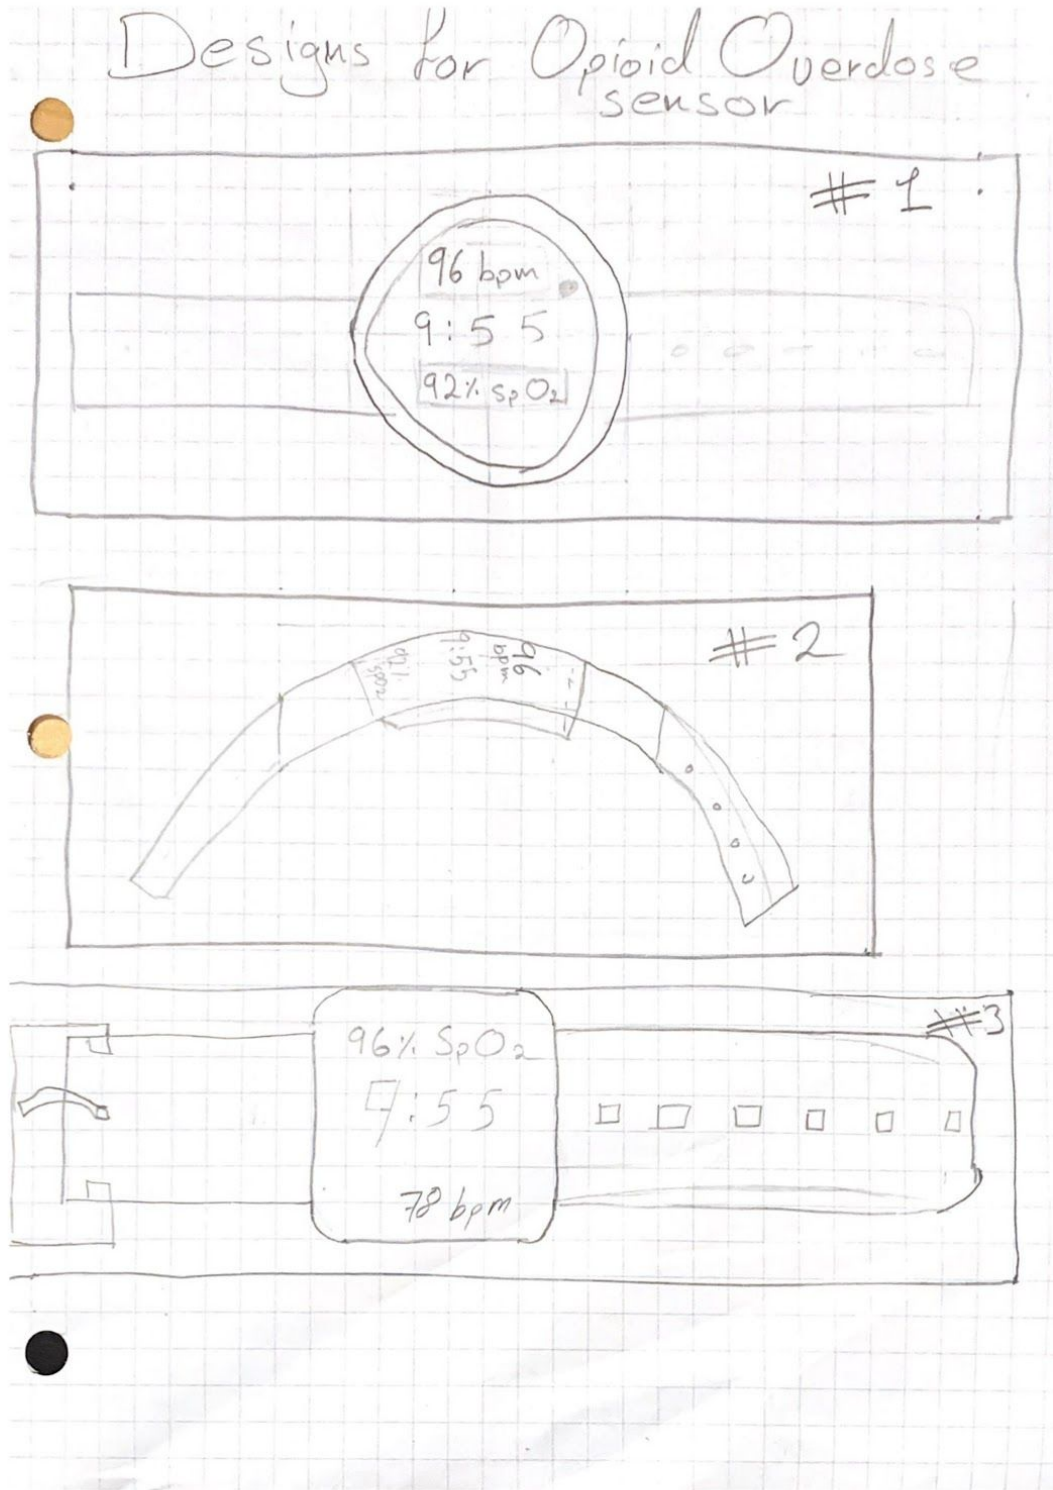 Designs for Opioid Overdose
sensor
#1
96 bpm
9:55
92% SpO2
#2
92%
SpO2
9:55
96
bpm
#3
96% SpO2
9:55
78 bpm